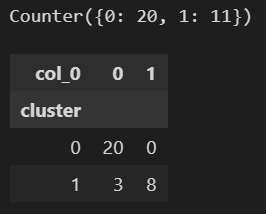 Counter({0: 20, 1: 11})
col_0 0 1
cluster
0 20 0
1 3 8